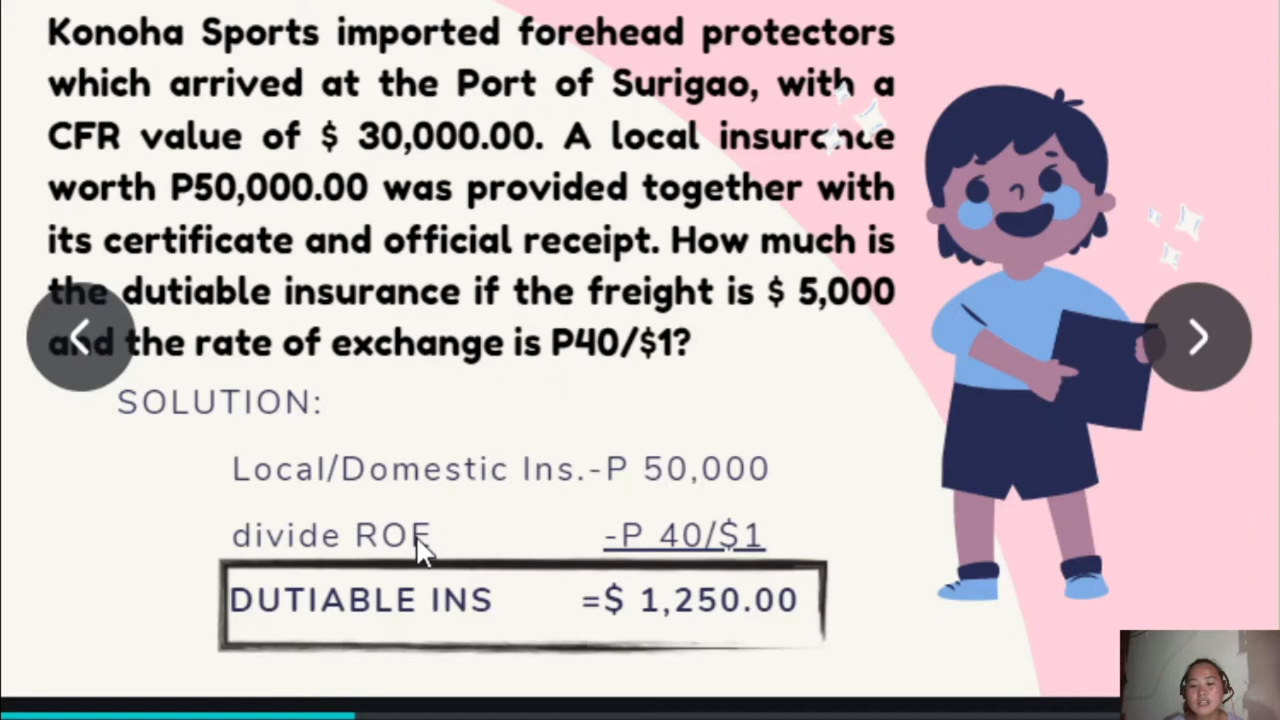 Konoha Sports imported forehead protectors
which arrived at the Port of Surigao, with a
CFR value of $ 30,000.00. A local insurance
worth P50,000.00 was provided together with
its certificate and official receipt. How much is
the dutiable insurance if the freight is $ 5,000
and the rate of exchange is P40/$1?
SOLUTION:
Local/Domestic Ins.-P 50,000
divide ROE -P 40/$1
DUTIABLE INS =$ 1,250.00